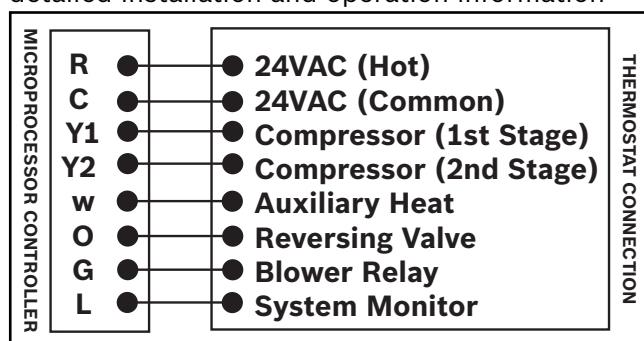 detailed installation and operation information
MICROPROCESSOR CONTROLLER
R 24VAC (Hot)
C 24VAC (Common)
Y1 Compressor (1st Stage)
Y2 Compressor (2nd Stage)
w Auxiliary Heat
O Reversing Valve
G Blower Relay
L System Monitor
THERMOSTAT CONNECTION